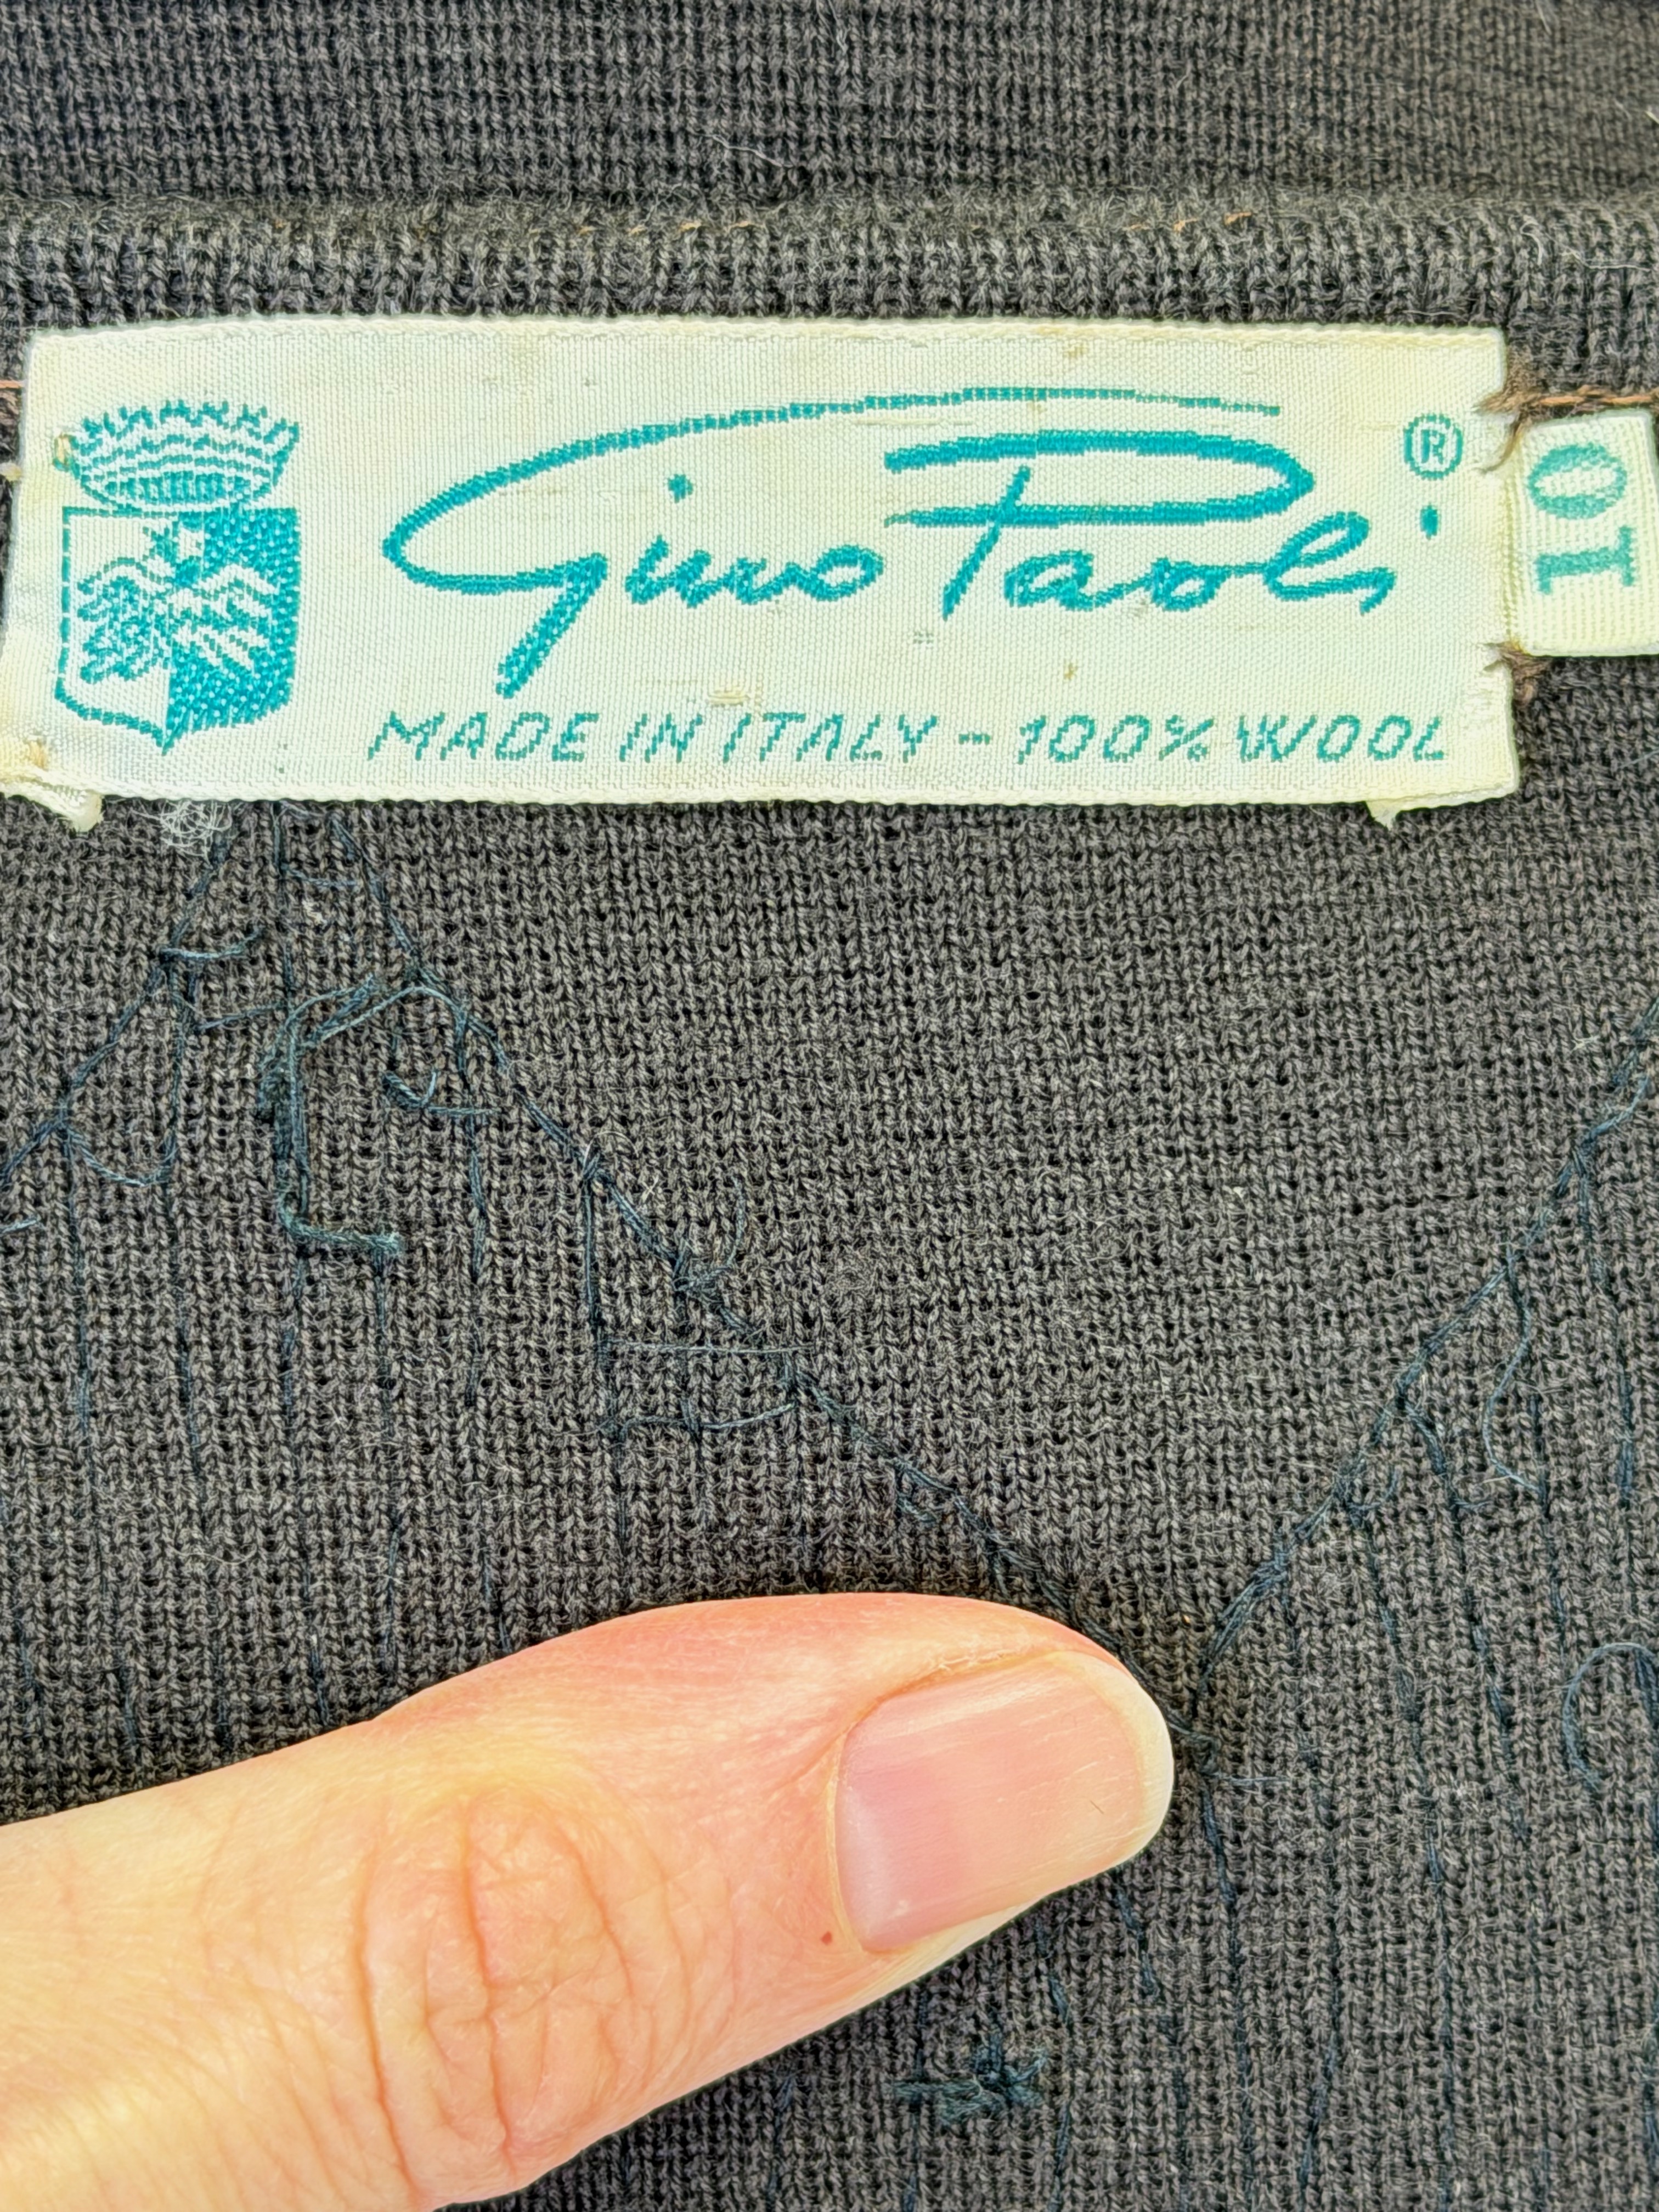 Gino Paoli ®
MADE IN ITALY - 100% WOOL
10